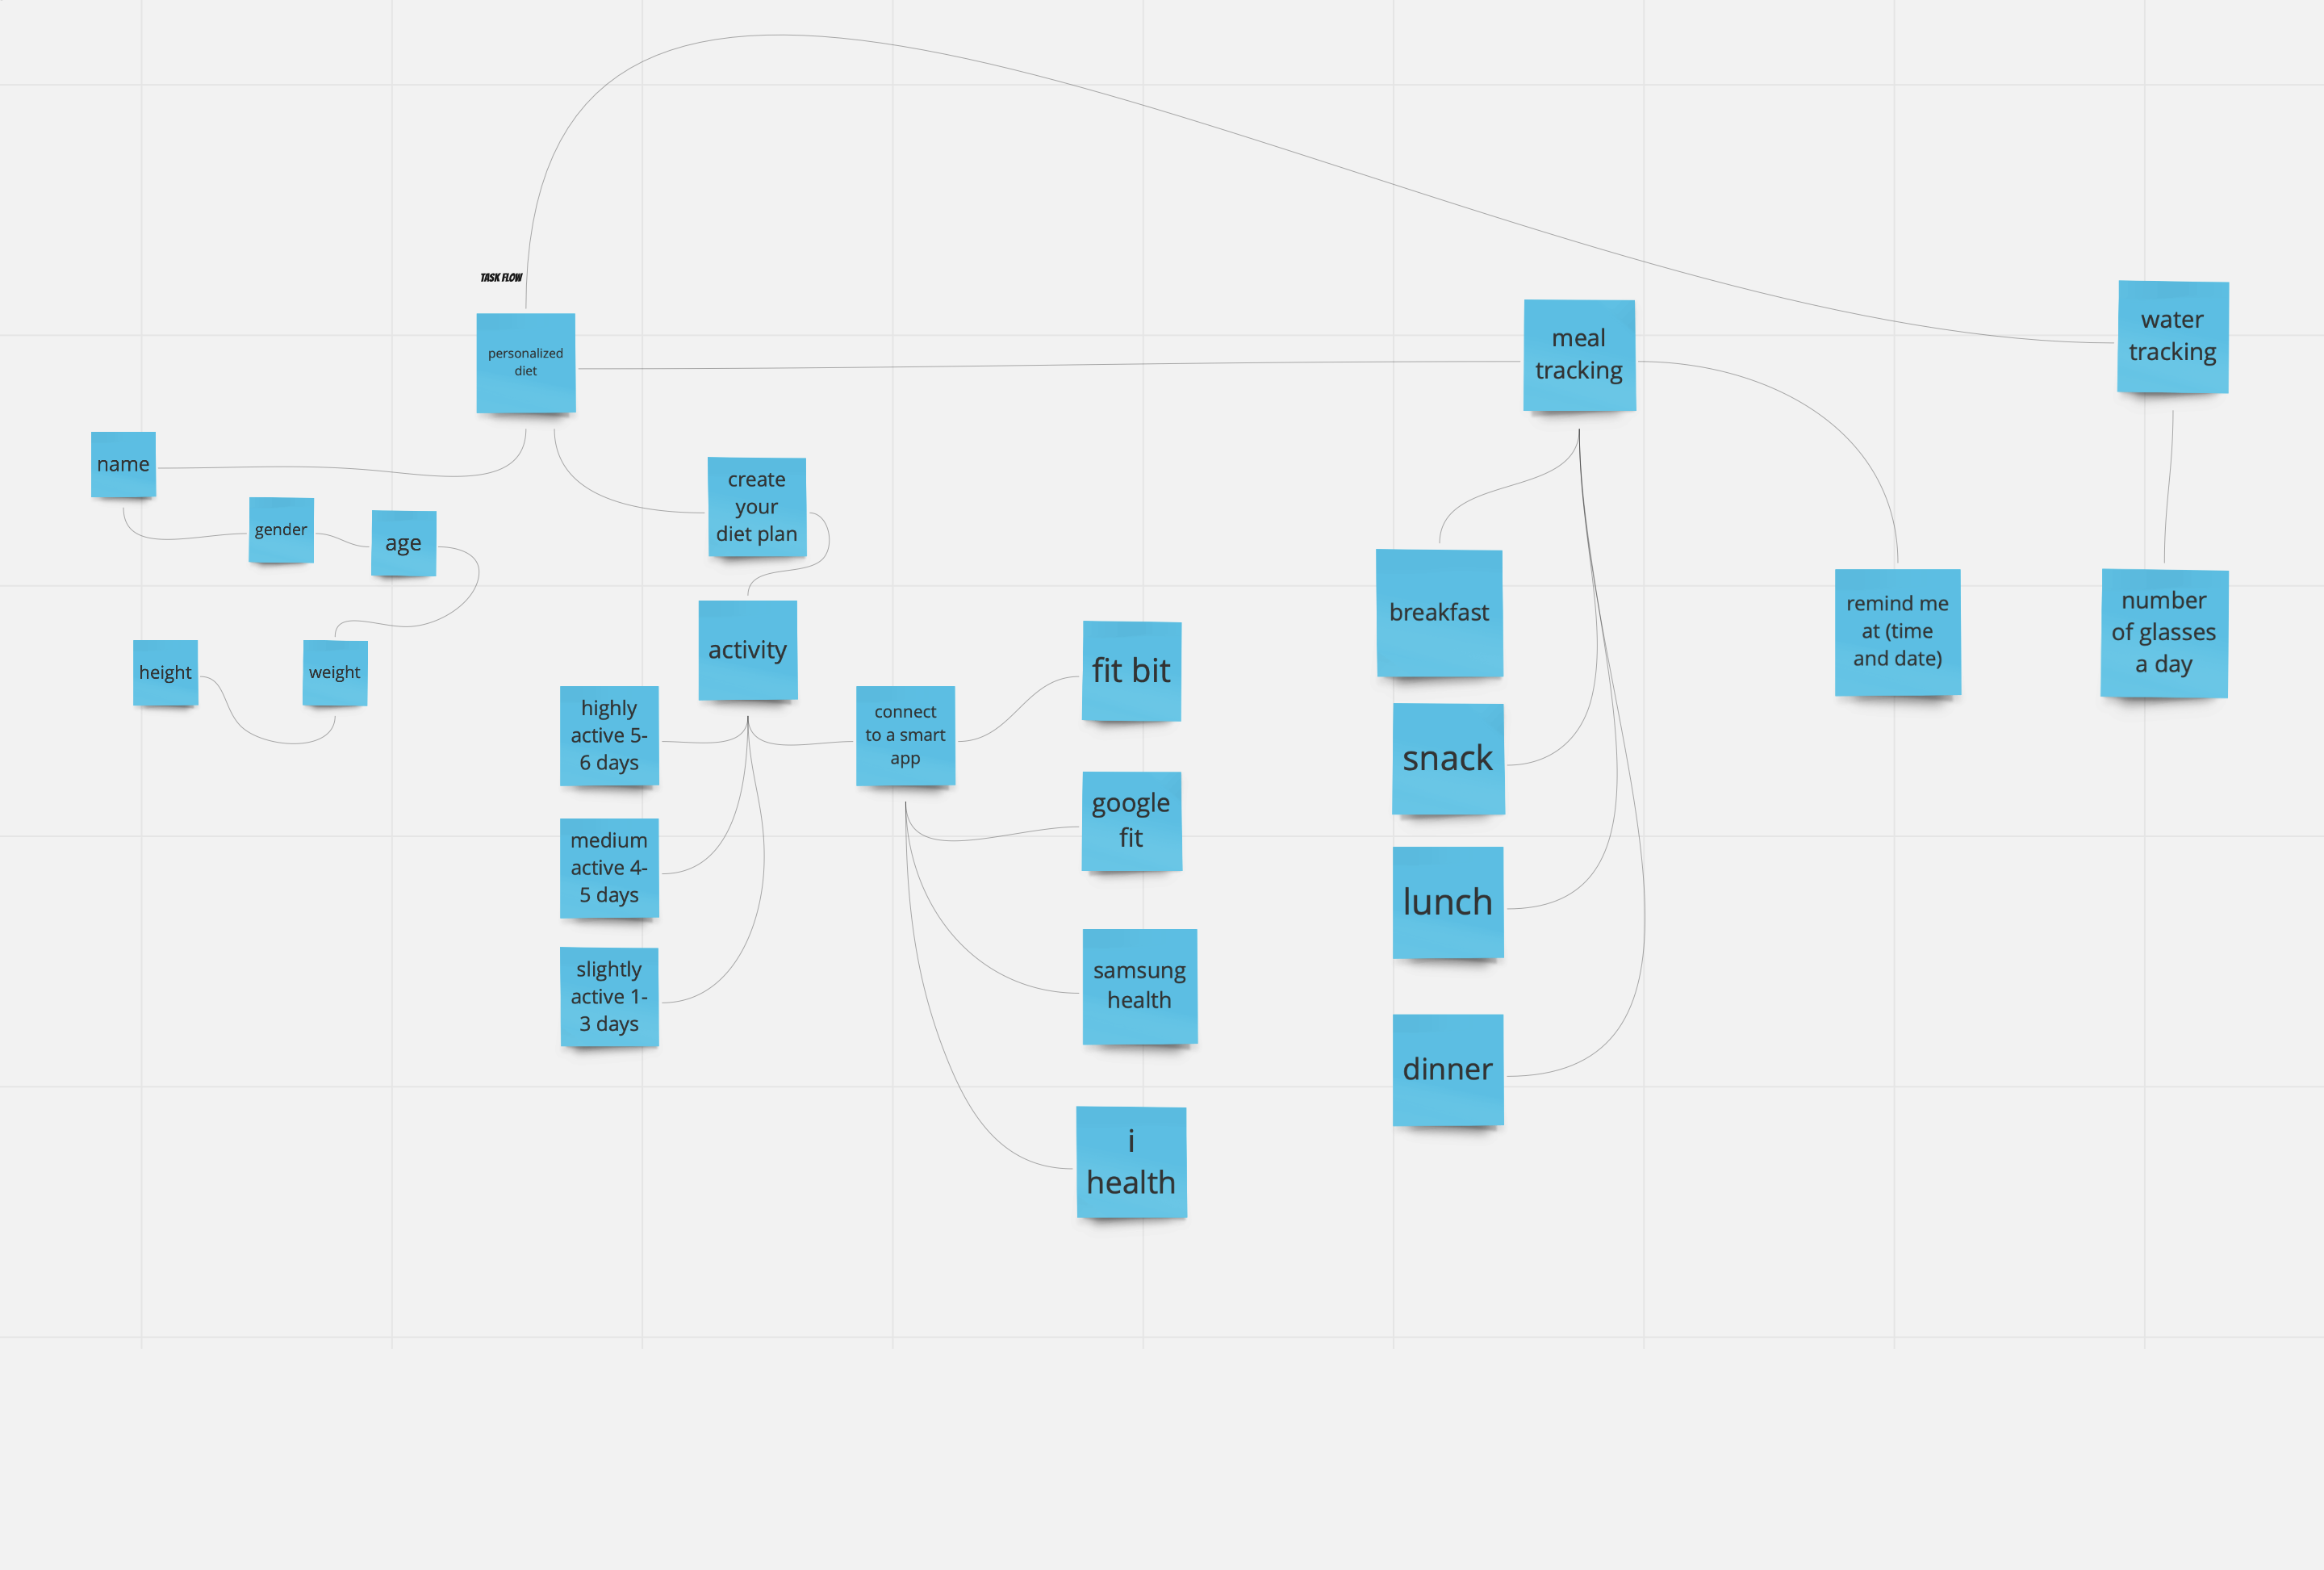 TASK FLOW
personalized
diet
meal
tracking
water
tracking
name
gender
age
height
weight
create
your
diet plan
activity
highly
active 5-
6 days
medium
active 4-
5 days
slightly
active 1-
3 days
connect
to a smart
app
fit bit
google
fit
samsung
health
i
health
breakfast
snack
lunch
dinner
remind me
at (time
and date)
number
of glasses
a day